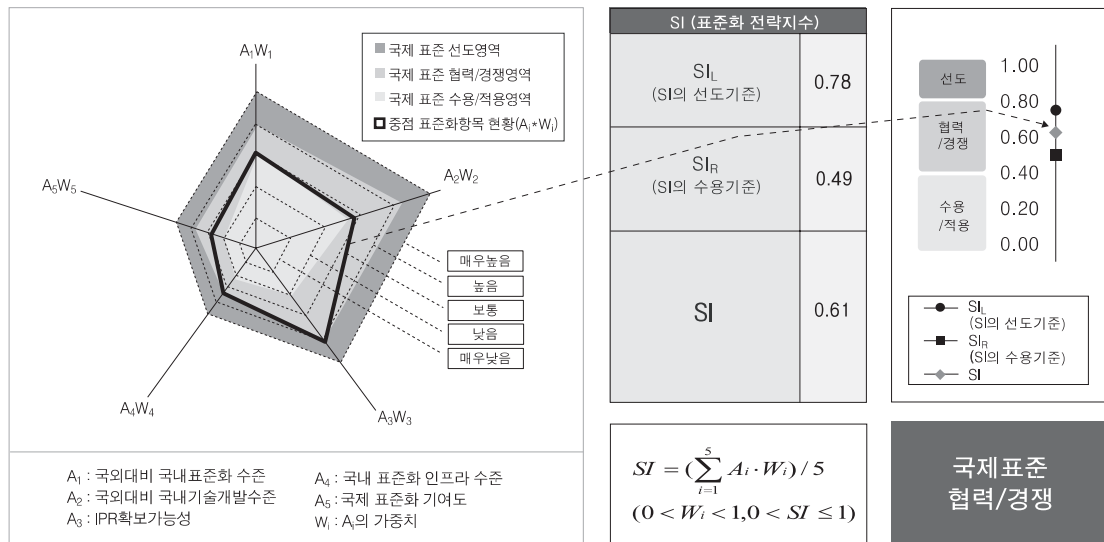 A₁W₁
A₂W₂
A₃W₃
A₄W₄
A₅W₅
국제 표준 선도영역
국제 표준 협력/경쟁영역
국제 표준 수용/적용영역
중점 표준화항목 현황(Aᵢ*Wᵢ)
매우높음
높음
보통
낮음
매우낮음
A₁ : 국외대비 국내표준화 수준
A₂ : 국외대비 국내기술개발수준
A₃ : IPR확보가능성
A₄ : 국내 표준화 인프라 수준
A₅ : 국제 표준화 기여도
Wᵢ : Aᵢ의 가중치
SI (표준화 전략지수)
SI_L
(SI의 선도기준)
0.78
SI_R
(SI의 수용기준)
0.49
SI
0.61
SI = (∑_{i=1}^{5} A_i · W_i) / 5
(0 < W_i < 1,0 < SI ≤ 1)
선도
협력
/경쟁
수용
/적용
1.00
0.80
0.60
0.40
0.20
0.00
SI_L
(SI의 선도기준)
SI_R
(SI의 수용기준)
SI
국제표준
협력/경쟁